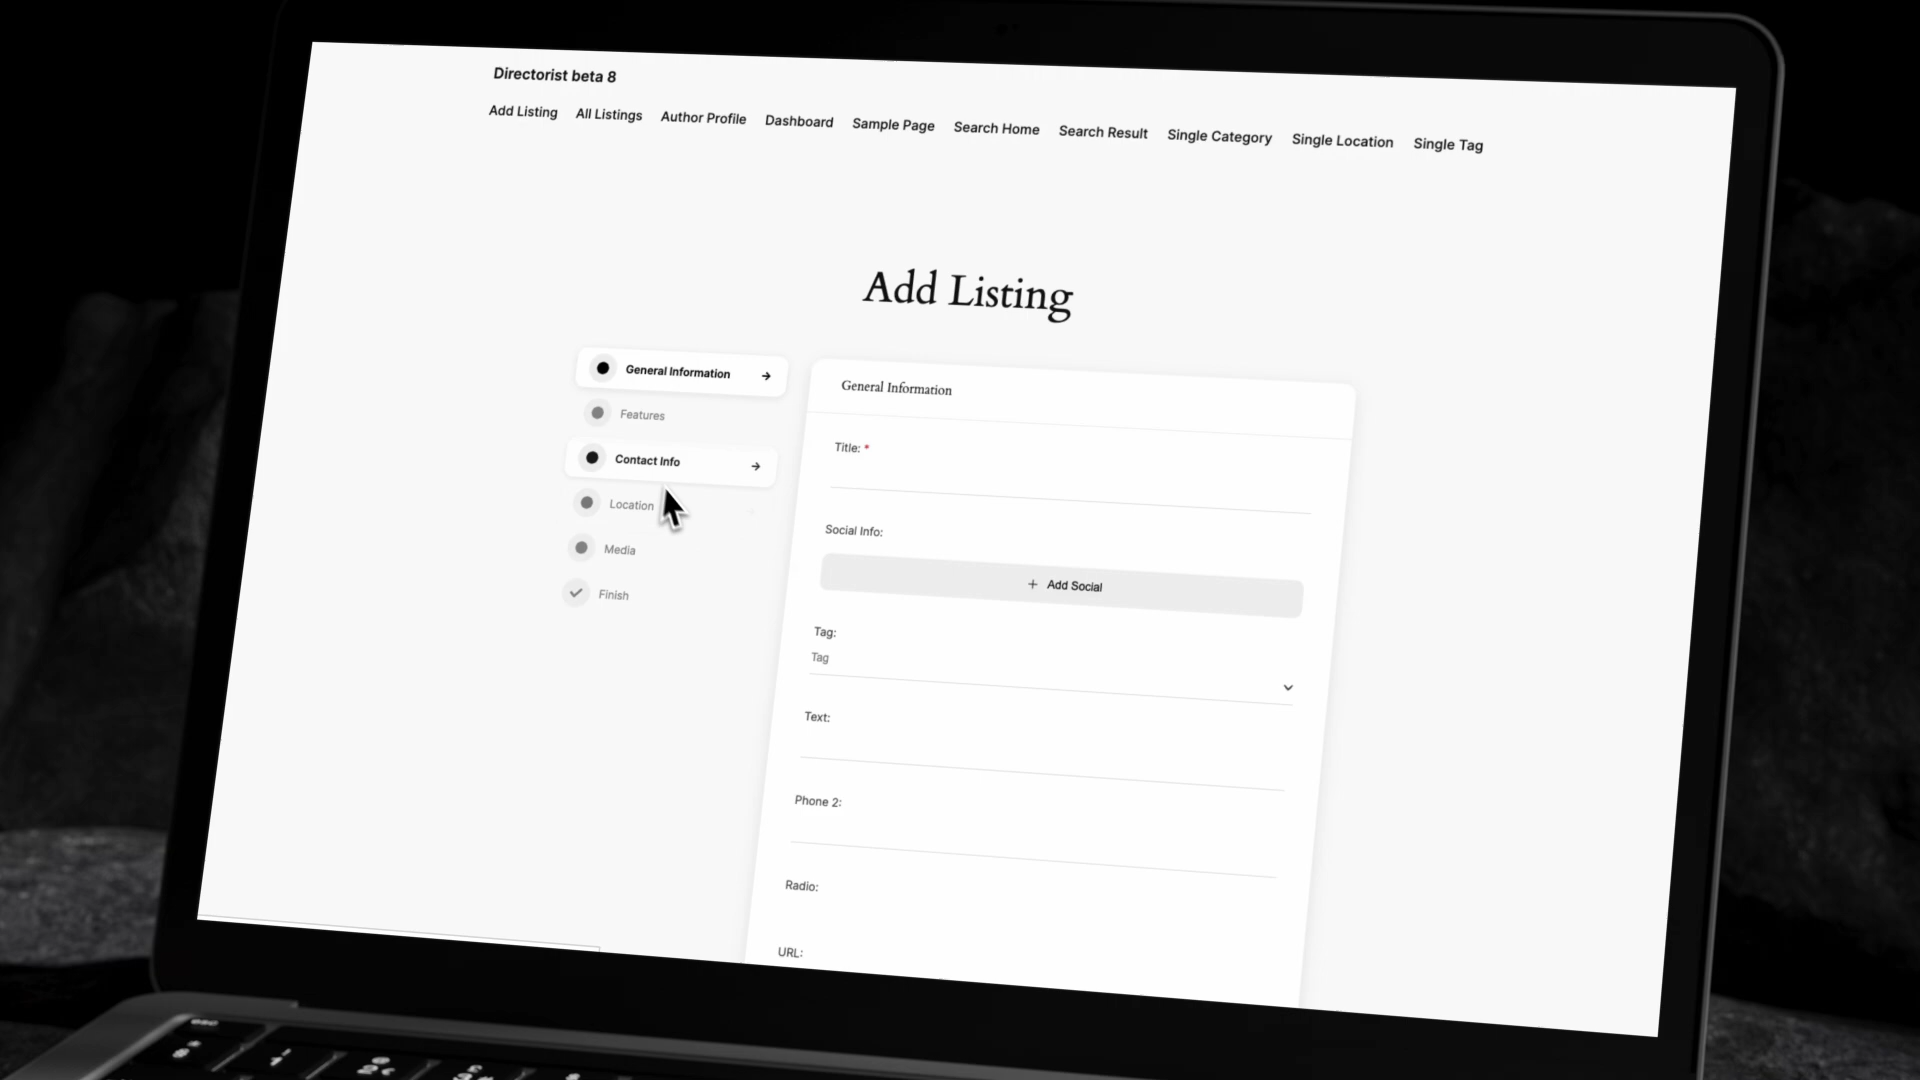 Directorist beta 8
Add Listing All Listings Author Profile Dashboard Sample Page Search Home Search Result Single Category Single Location Single Tag
Add Listing
General Information
Features
Contact Info
Location
Media
Finish
General Information
Title: *
Social Info:
+ Add Social
Tag:
Tag
Text:
Phone 2:
Radio:
URL:
esc